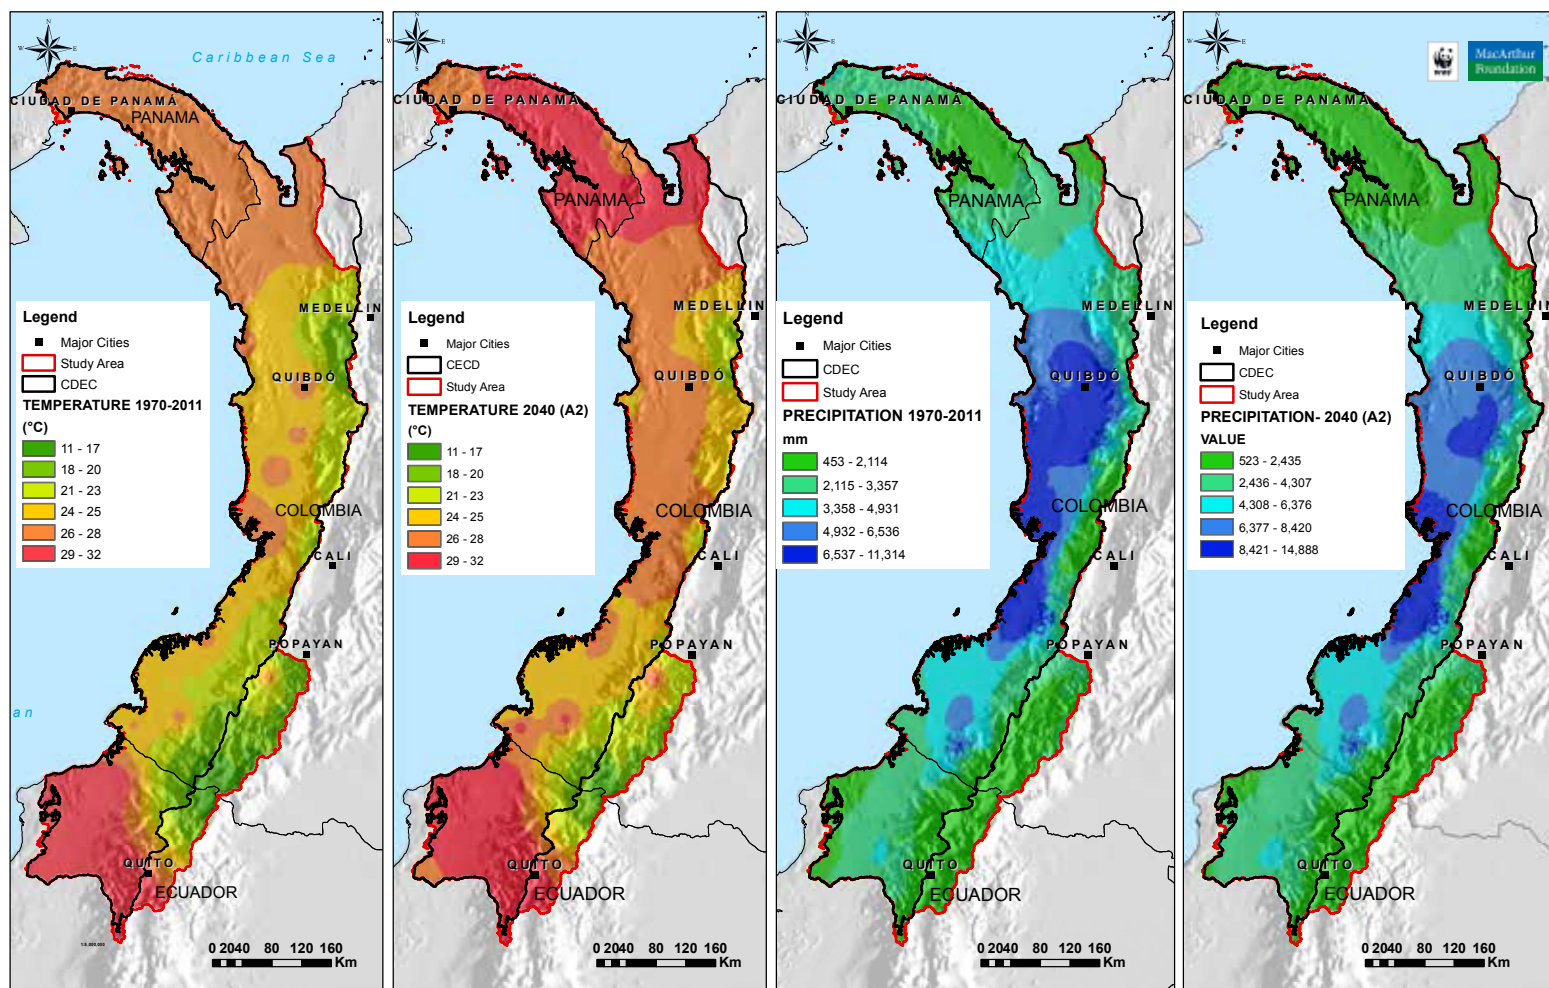 N
W E
S
Caribbean Sea
CIUDAD DE PANAMÁ
PANAMA
Legend
Major Cities
Study Area
CDEC
TEMPERATURE 1970-2011
(°C)
11 - 17
18 - 20
21 - 23
24 - 25
26 - 28
29 - 32
MEDELLIN
QUIBDÓ
COLOMBIA
CALI
POPAYAN
an
QUITO
ECUADOR
0 20 40 80 120 160
Km
N
W E
S
CIUDAD DE PANAMÁ
PANAMA
Legend
Major Cities
CECD
Study Area
TEMPERATURE 2040 (A2)
(°C)
11 - 17
18 - 20
21 - 23
24 - 25
26 - 28
29 - 32
MEDELLIN
QUIBDÓ
COLOMBIA
CALI
POPAYAN
QUITO
ECUADOR
0 20 40 80 120 160
Km
N
W E
S
CIUDAD DE PANAMÁ
PANAMA
Legend
Major Cities
CDEC
Study Area
PRECIPITATION 1970-2011
mm
453 - 2,114
2,115 - 3,357
3,358 - 4,931
4,932 - 6,536
6,537 - 11,314
MEDELLIN
QUIBDÓ
COLOMBIA
CALI
POPAYAN
QUITO
ECUADOR
0 20 40 80 120 160
Km
N
W E
S
WWF
MacArthur
Foundation
CIUDAD DE PANAMÁ
PANAMA
Legend
Major Cities
CDEC
Study Area
PRECIPITATION- 2040 (A2)
VALUE
523 - 2,435
2,436 - 4,307
4,308 - 6,376
6,377 - 8,420
8,421 - 14,888
MEDELLIN
QUIBDÓ
COLOMBIA
CALI
POPAYAN
QUITO
ECUADOR
0 20 40 80 120 160
Km